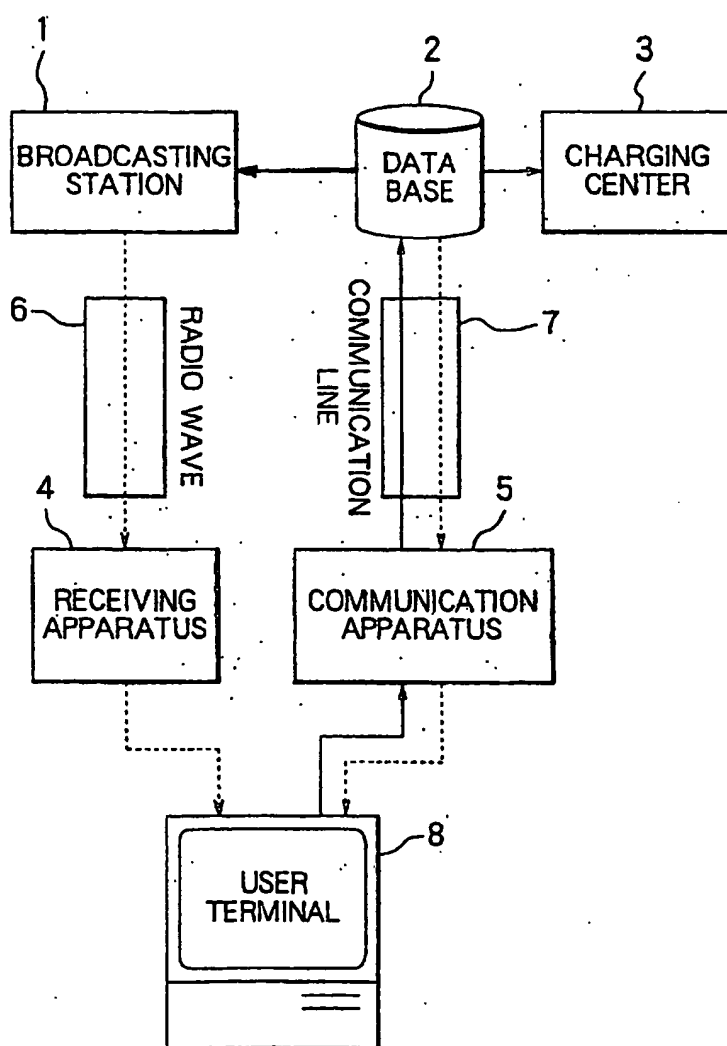 1
2
3
BROADCASTING
STATION
DATA
BASE
CHARGING
CENTER
6
RADIO WAVE
COMMUNICATION
LINE
7
4
5
RECEIVING
APPARATUS
COMMUNICATION
APPARATUS
8
USER
TERMINAL